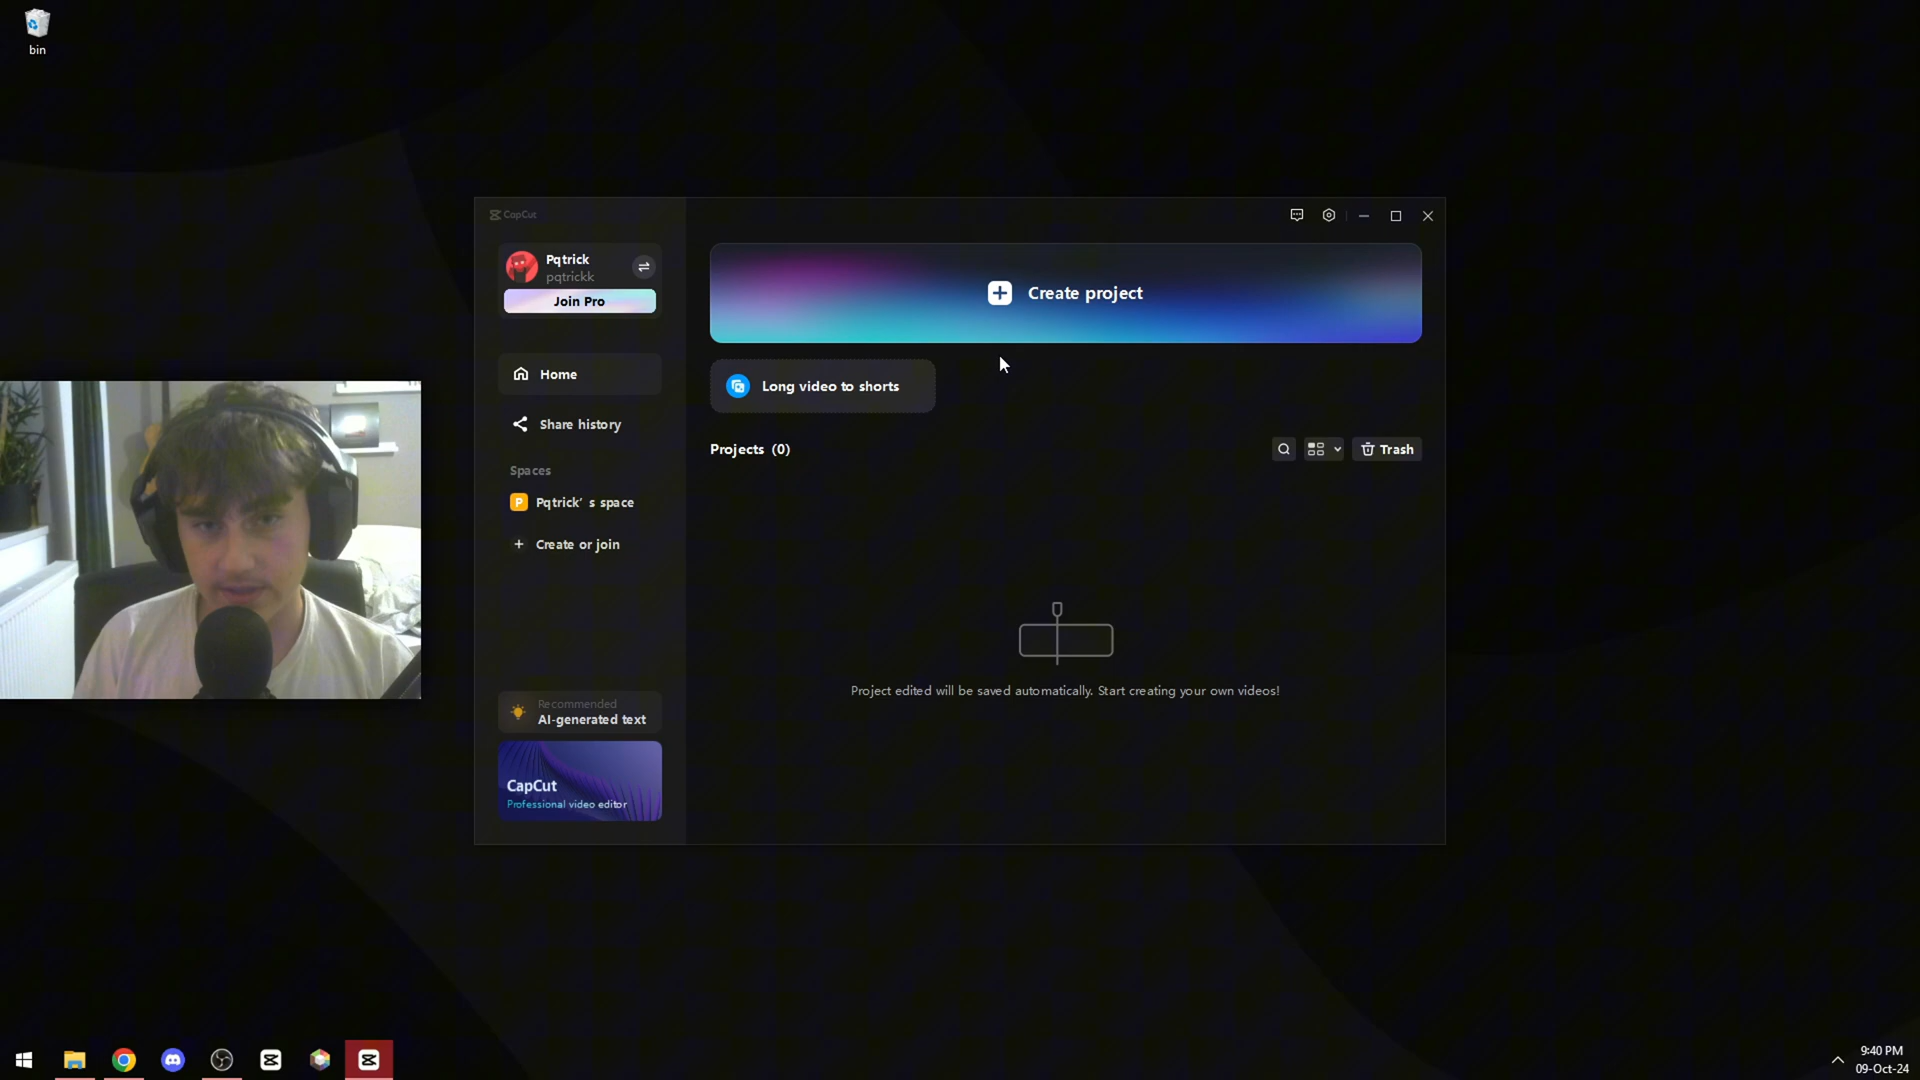 bin
CapCut
Pqtrick
pqtrickk
Join Pro
Home
Share history
Spaces
P
Pqtrick’ s space
Create or join
Recommended
AI-generated text
CapCut
Professional video editor
Create project
Long video to shorts
Projects (0)
Trash
Project edited will be saved automatically. Start creating your own videos!
9:40 PM
09-Oct-24